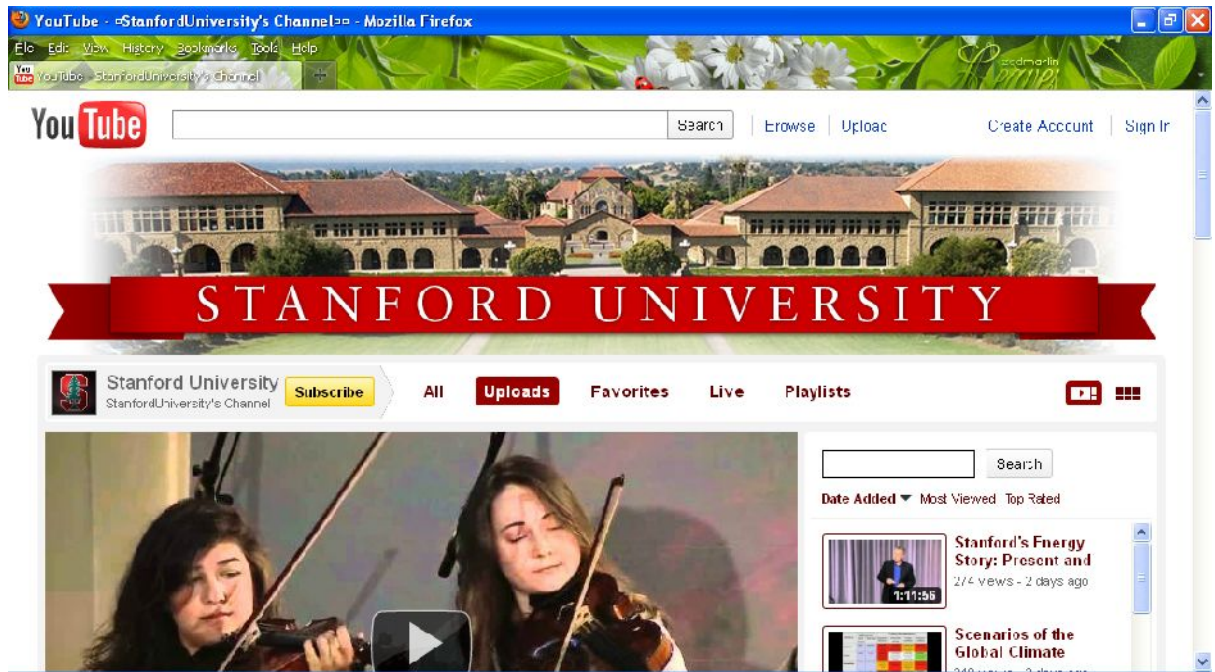 YouTube - ¤StanfordUniversity's Channel¤¤ - Mozilla Firefox
File Edit View History Bookmarks Tools Help
YouTube - StanfordUniversity's Channel
YouTube Search Browse Upload Create Account Sign In
STANFORD UNIVERSITY
Stanford University
StanfordUniversity's Channel
Subscribe All Uploads Favorites Live Playlists
Search
Date Added Most Viewed Top Rated
Stanford's Energy
Story: Present and
274 views - 2 days ago
1:11:56
Scenarios of the
Global Climate